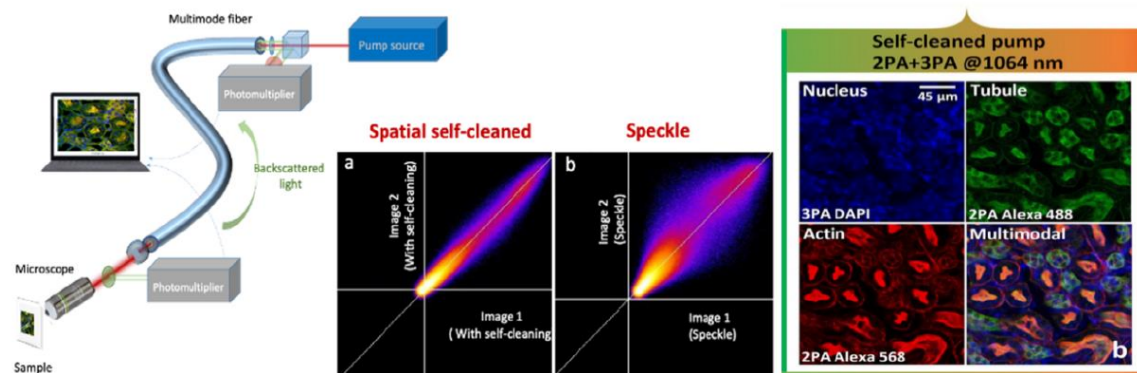 Multimode fiber
Pump source
Photomultiplier
Backscattered
light
Microscope
Photomultiplier
Sample
Spatial self-cleaned
Speckle
a
Image 2
(With self-cleaning)
Image 1
( With self-cleaning
b
Image 2
(Speckle)
Image 1
(Speckle)
Self-cleaned pump
2PA+3PA @1064 nm
Nucleus
45 µm
3PA DAPI
Tubule
2PA Alexa 488
Actin
2PA Alexa 568
Multimodal
b